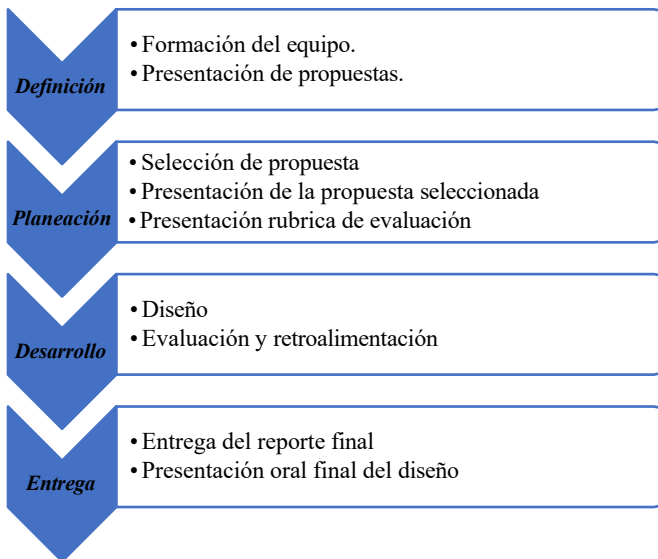 Definición
• Formación del equipo.
• Presentación de propuestas.
Planeación
• Selección de propuesta
• Presentación de la propuesta seleccionada
• Presentación rubrica de evaluación
Desarrollo
• Diseño
• Evaluación y retroalimentación
Entrega
• Entrega del reporte final
• Presentación oral final del diseño